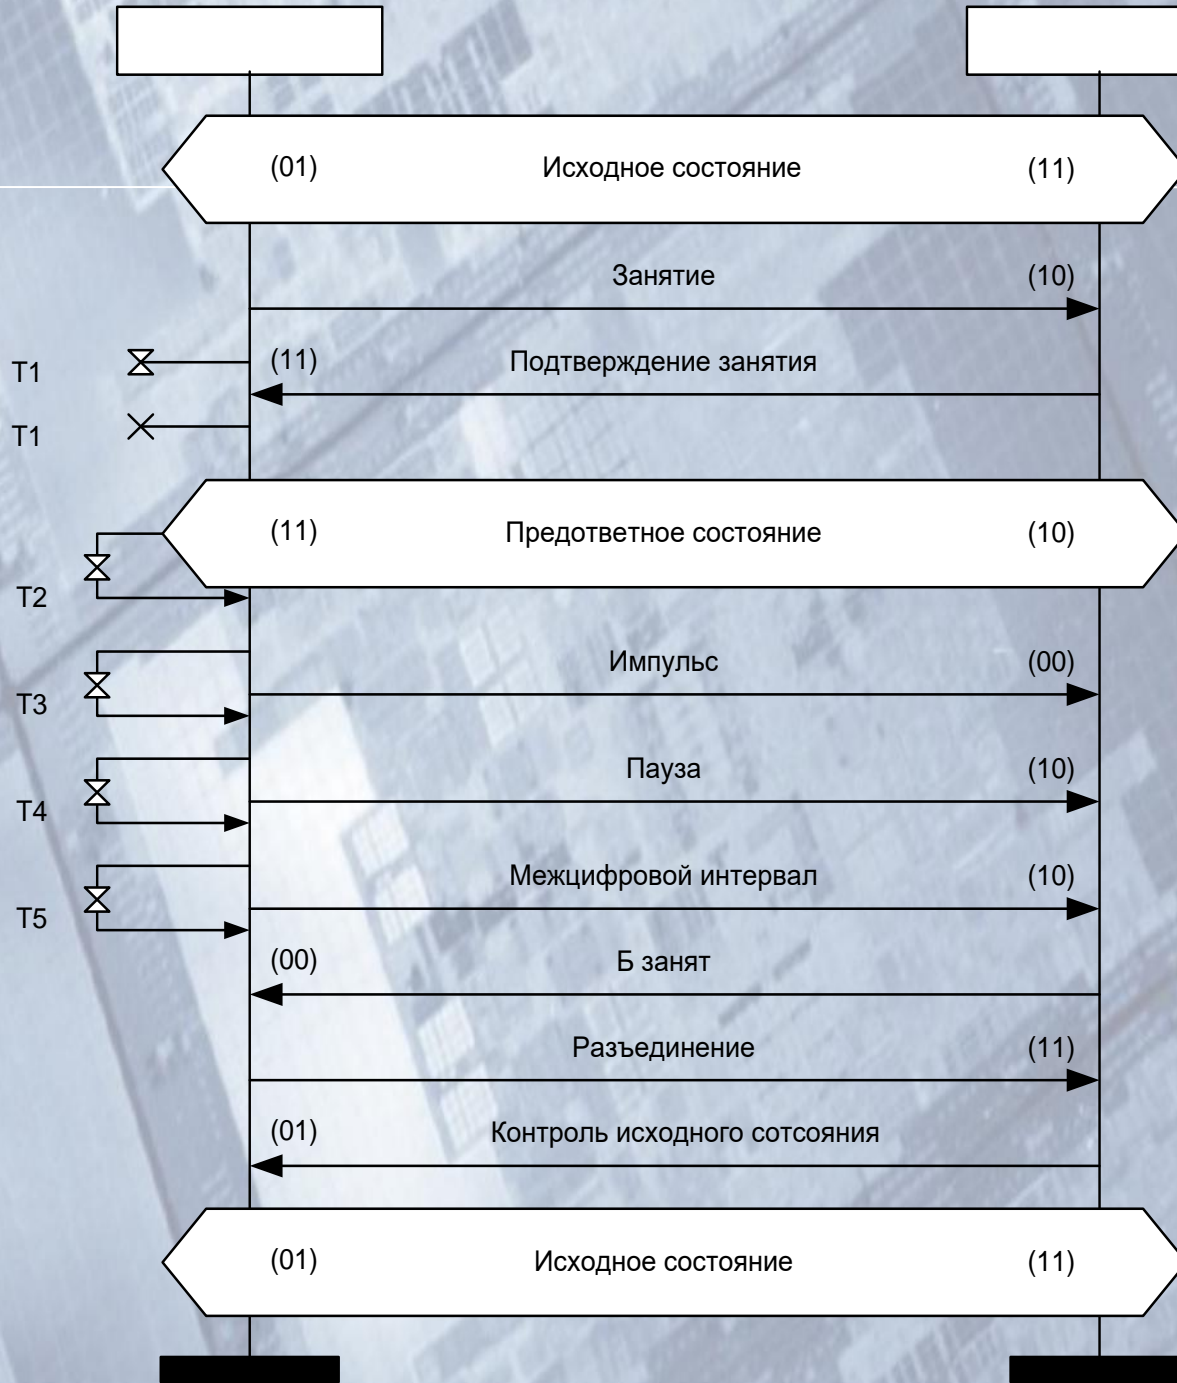 (01) Исходное состояние (11)
Занятие (10)
T1 (11) Подтверждение занятия
T1
(11) Предответное состояние (10)
T2
Импульс (00)
T3
Пауза (10)
T4
Межцифровой интервал (10)
T5
(00) Б занят
Разъединение (11)
(01) Контроль исходного сотсояния
(01) Исходное состояние (11)